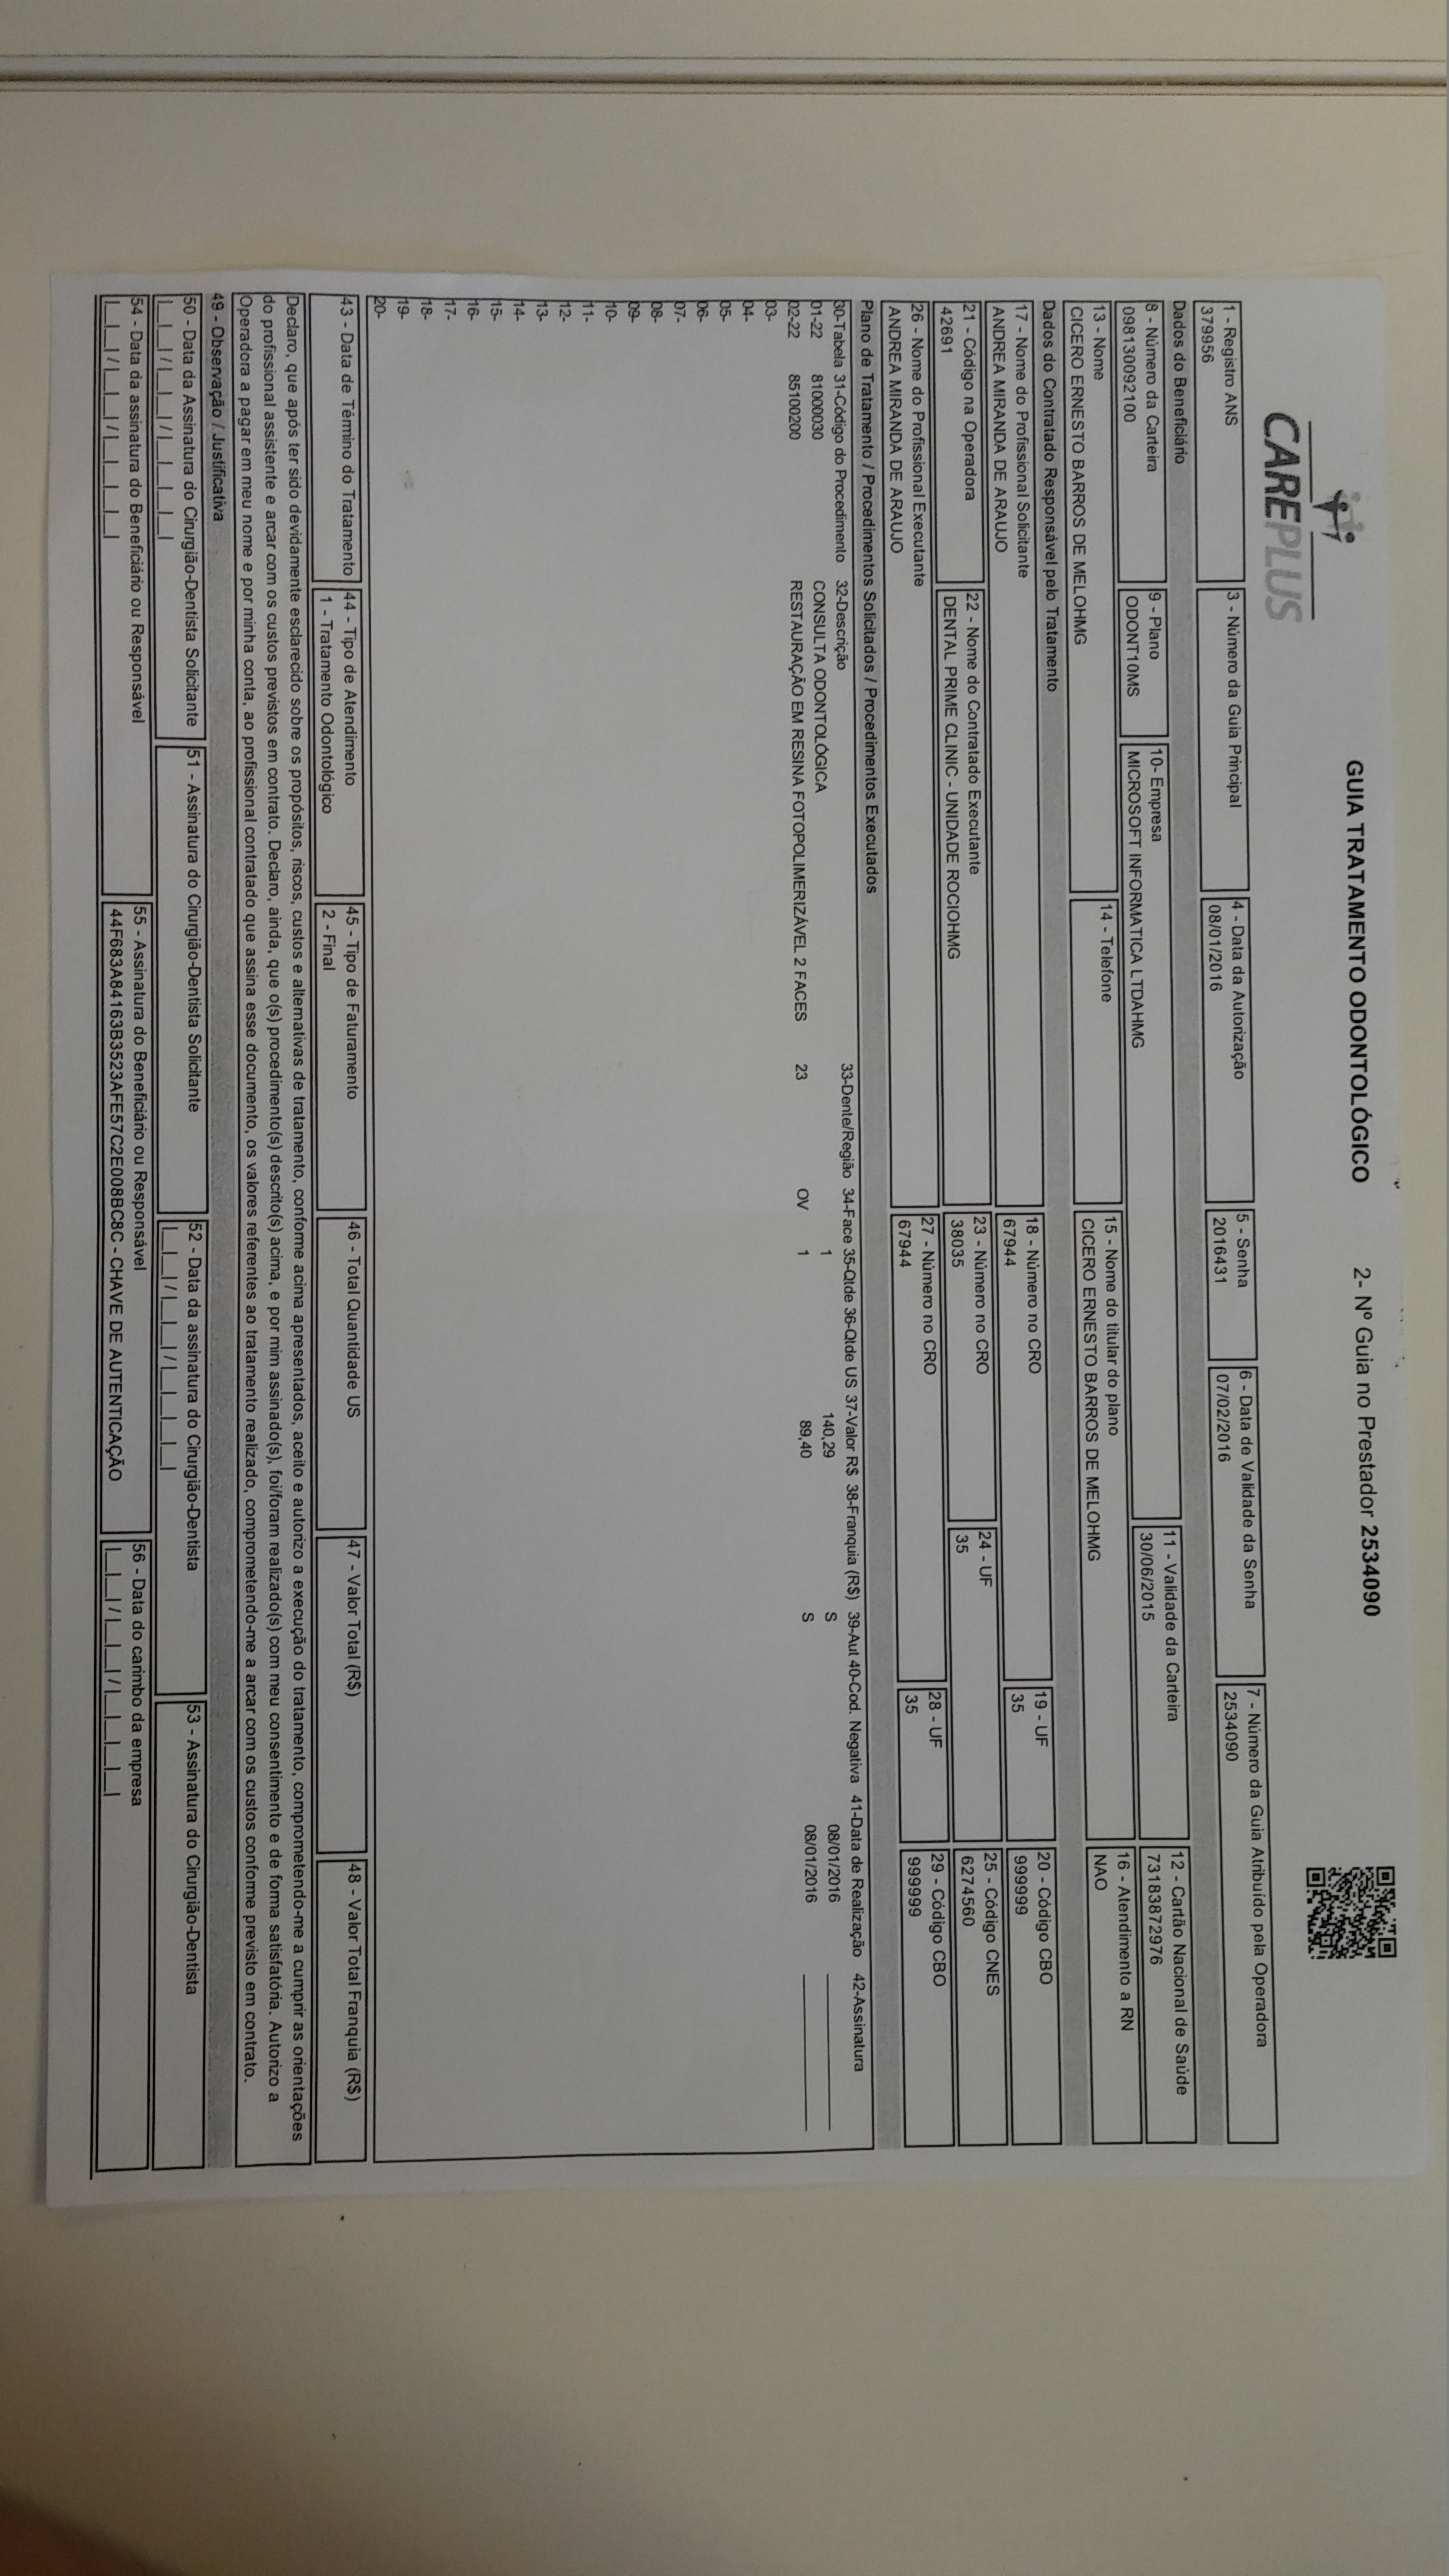 CAREPLUS
GUIA TRATAMENTO ODONTOLÓGICO
2- Nº Guia no Prestador 2534090
1 - Registro ANS
379956
3 - Número da Guia Principal
4 - Data da Autorização
08/01/2016
5 - Senha
2016431
6 - Data de Validade da Senha
07/02/2016
7 - Número da Guia Atribuído pela Operadora
2534090
Dados do Beneficiário
8 - Número da Carteira
098130092100
9 - Plano
ODONT10MS
10- Empresa
MICROSOFT INFORMATICA LTDAHMG
11 - Validade da Carteira
30/06/2015
12 - Cartão Nacional de Saúde
73183872976
13 - Nome
CICERO ERNESTO BARROS DE MELOHMG
14 - Telefone
15 - Nome do titular do plano
CICERO ERNESTO BARROS DE MELOHMG
16 - Atendimento a RN
NAO
Dados do Contratado Responsável pelo Tratamento
17 - Nome do Profissional Solicitante
ANDREA MIRANDA DE ARAUJO
18 - Número no CRO
67944
19 - UF
35
20 - Código CBO
999999
21 - Código na Operadora
42691
22 - Nome do Contratado Executante
DENTAL PRIME CLINIC - UNIDADE ROCIOHMG
23 - Número no CRO
38035
24 - UF
35
25 - Código CNES
6274560
26 - Nome do Profissional Executante
ANDREA MIRANDA DE ARAUJO
27 - Número no CRO
67944
28 - UF
35
29 - Código CBO
999999
Plano de Tratamento / Procedimentos Solicitados / Procedimentos Executados
30-Tabela 31-Código do Procedimento 32-Descrição 33-Dente/Região 34-Face 35-Qtde 36-Qtde US 37-Valor R$ 38-Franquia (R$) 39-Aut 40-Cod. Negativa 41-Data de Realização 42-Assinatura
01-22 81000030 CONSULTA ODONTOLÓGICA 1 140,29 S 08/01/2016
02-22 85100200 RESTAURAÇÃO EM RESINA FOTOPOLIMERIZÁVEL 2 FACES 23 OV 1 89,40 S 08/01/2016
03-
04-
05-
06-
07-
08-
09-
10-
11-
12-
13-
14-
15-
16-
17-
18-
19-
20-
43 - Data de Término do Tratamento
44 - Tipo de Atendimento
1 - Tratamento Odontológico
45 - Tipo de Faturamento
2 - Final
46 - Total Quantidade US
47 - Valor Total (R$)
48 - Valor Total Franquia (R$)
Declaro, que após ter sido devidamente esclarecido sobre os propósitos, riscos, custos e alternativas de tratamento, conforme acima apresentados, aceito e autorizo a execução do tratamento, comprometendo-me a cumprir as orientações
do profissional assistente e arcar com os custos previstos em contrato. Declaro, ainda, que o(s) procedimento(s) descrito(s) acima, e por mim assinado(s), foi/foram realizado(s) com meu consentimento e de forma satisfatória. Autorizo a
Operadora a pagar em meu nome e por minha conta, ao profissional contratado que assina esse documento, os valores referentes ao tratamento realizado, comprometendo-me a arcar com os custos conforme previsto em contrato.
49 - Observação / Justificativa
50 - Data da Assinatura do Cirurgião-Dentista Solicitante
|__|__| / |__|__| / |__|__|__|__|
51 - Assinatura do Cirurgião-Dentista Solicitante
52 - Data da assinatura do Cirurgião-Dentista
|__|__| / |__|__| / |__|__|__|__|
53 - Assinatura do Cirurgião-Dentista
54 - Data da assinatura do Beneficiário ou Responsável
|__|__| / |__|__| / |__|__|__|__|
55 - Assinatura do Beneficiário ou Responsável
44F683A84163B3523AFE57C2E008BC8C - CHAVE DE AUTENTICAÇÃO
56 - Data do carimbo da empresa
|__|__| / |__|__| / |__|__|__|__|